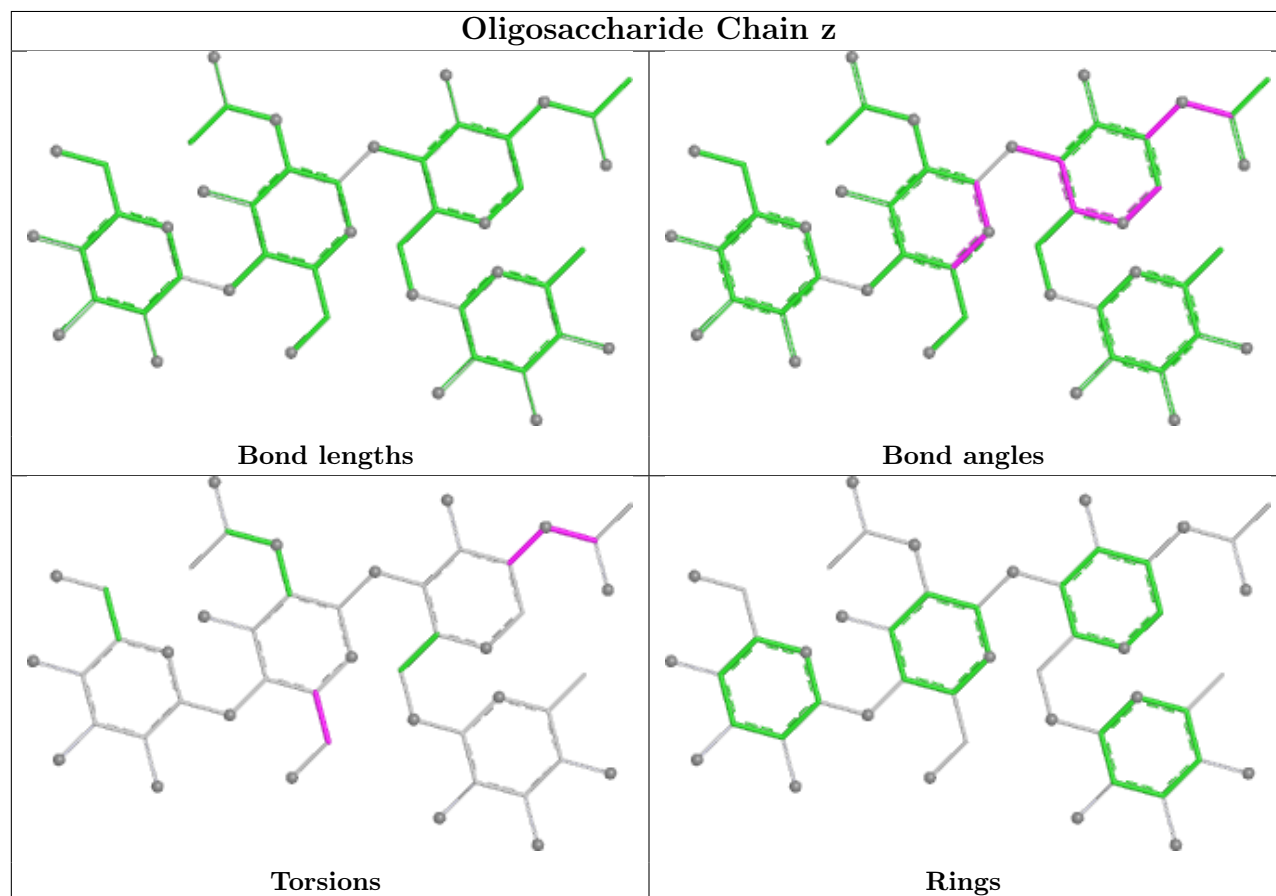 Oligosaccharide Chain z
Bond lengths
Bond angles
Torsions
Rings